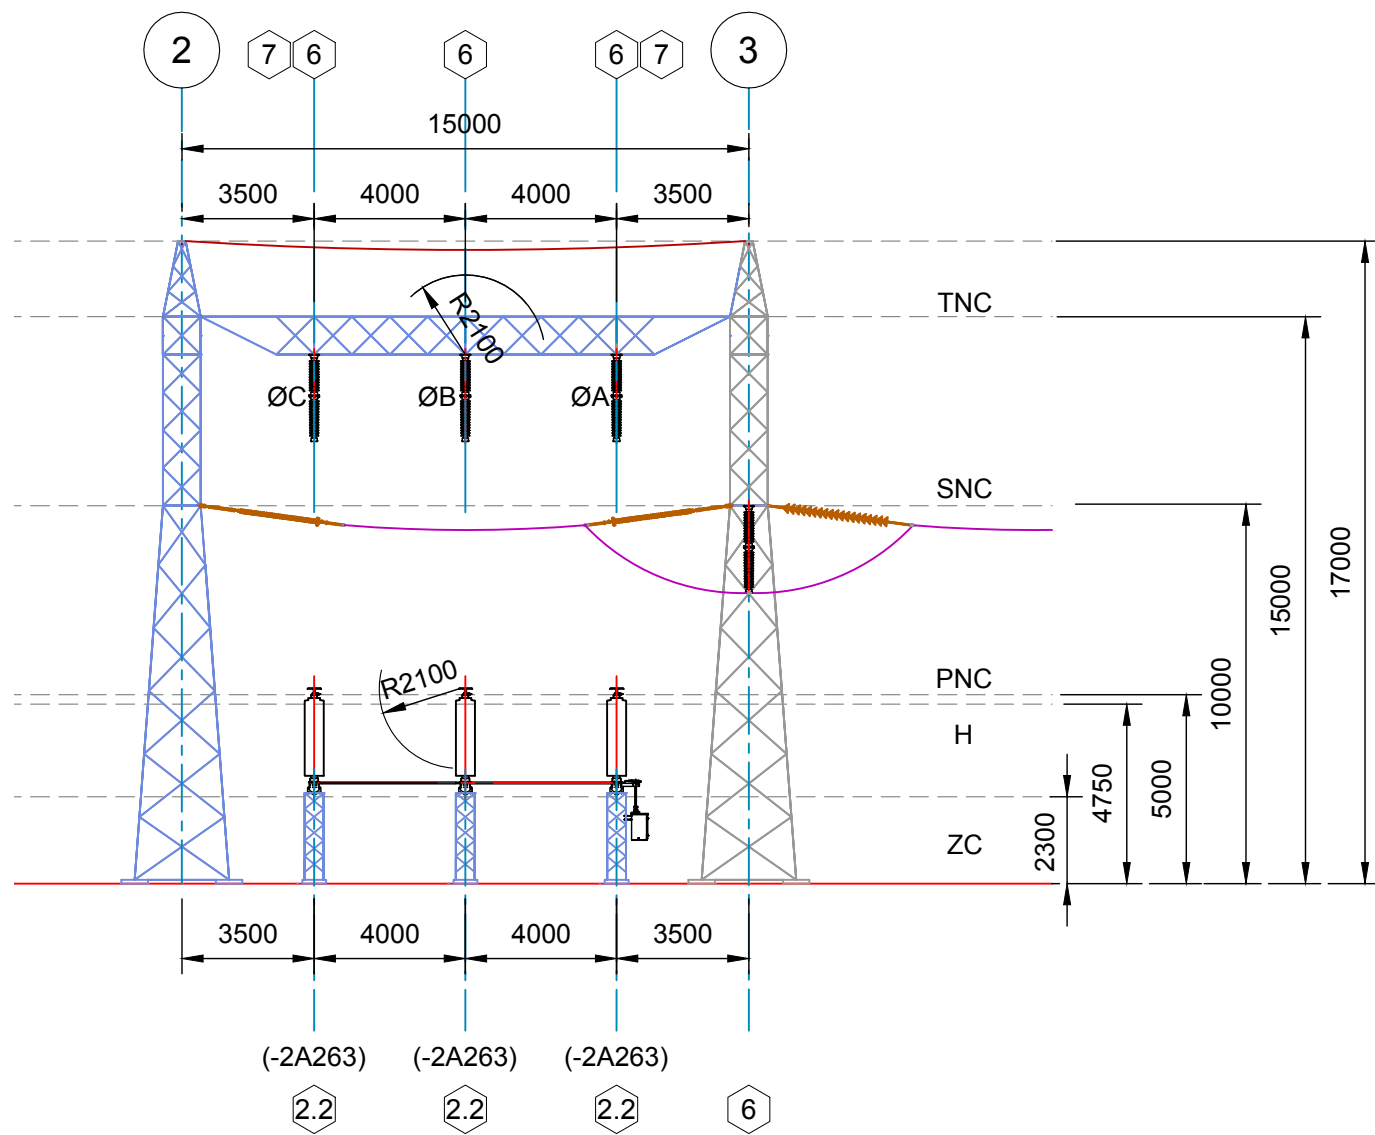 2 7 6 6 6 7 3
15000
3500 4000 4000 3500
TNC
R2100
ØC ØB ØA
SNC
17000
15000
10000
PNC
R2100
H
5000
4750
2300
ZC
3500 4000 4000 3500
(-2A263) (-2A263) (-2A263)
2.2 2.2 2.2 6